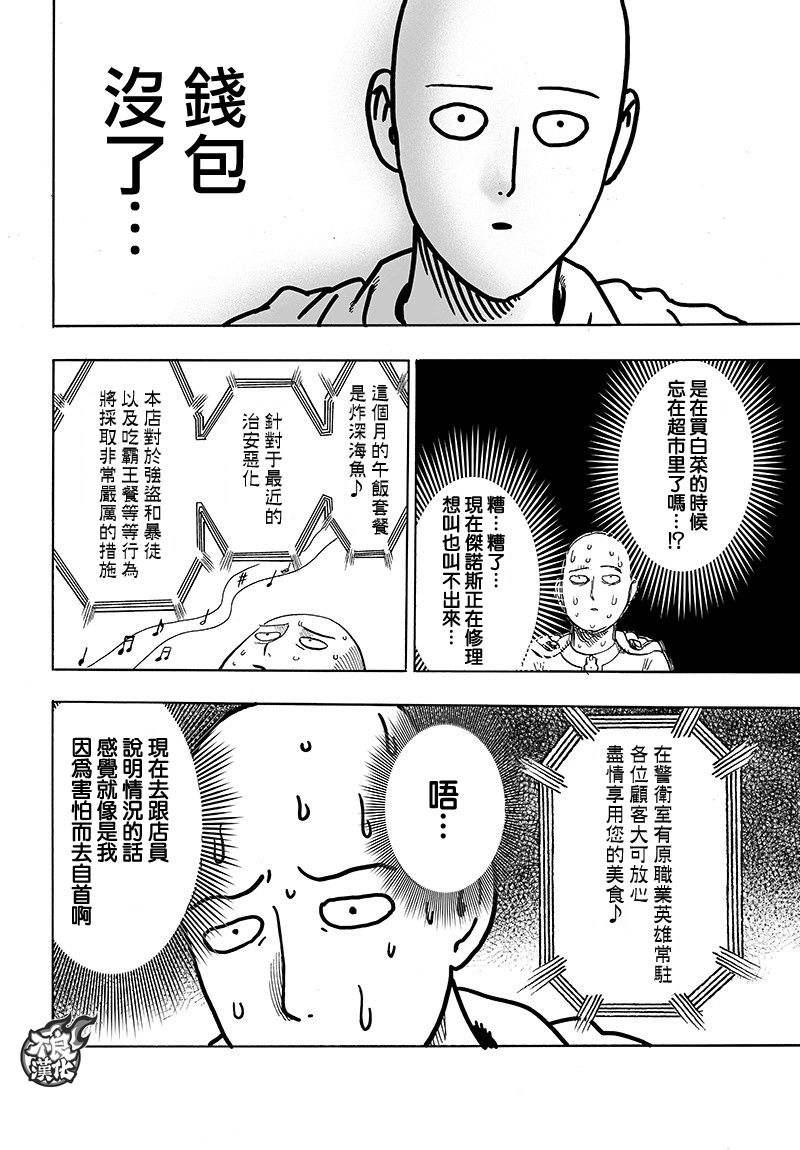 錢包
沒了…
是在買白菜的時候
忘在超市里了嗎…!?
糟…糟了…
現在傑諾斯正在修理
想叫也叫不出來…
這個月的午飯套餐
是炸深海魚♪
針對于最近的
治安惡化
本店對於強盜和暴徒
以及吃霸王餐等等行為
將採取非常嚴厲的措施
在警衛室有原職業英雄常駐
各位顧客大可放心
盡情享用您的美食♪
唔…
現在去跟店員
說明情況的話
感覺就像是我
因爲害怕而去自首啊
狼
漢化